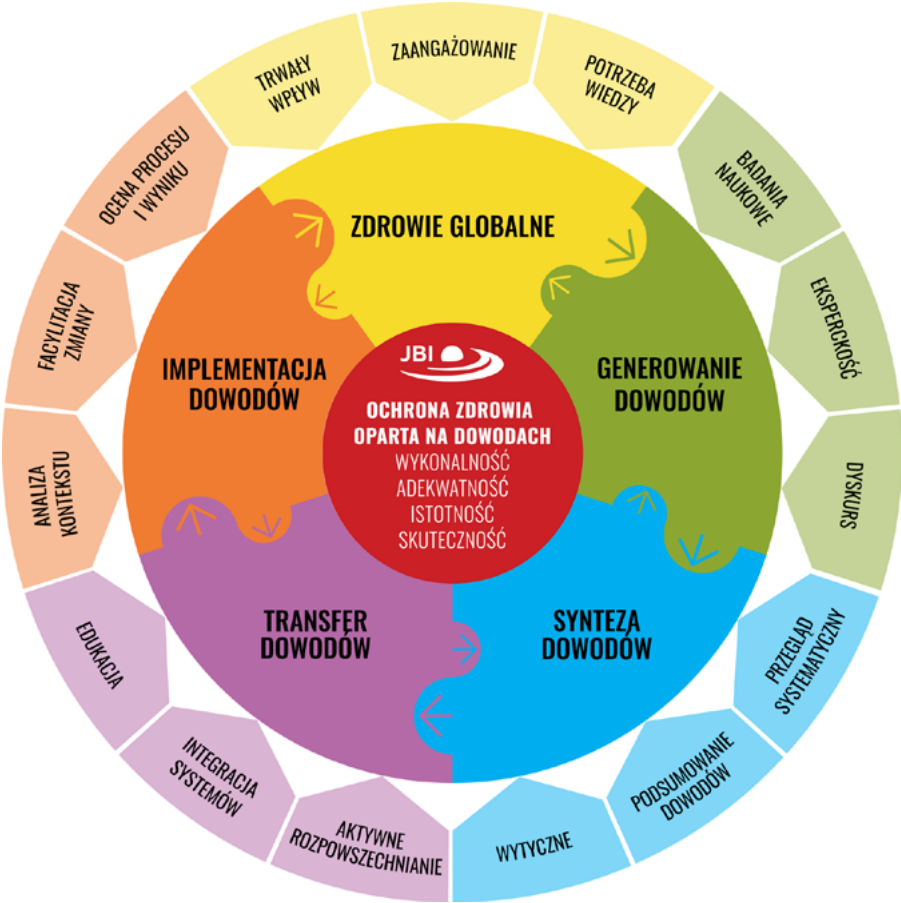 ZAANGAŻOWANIE
POTRZEBA
WIEDZY
BADANIA
NAUKOWE
EKSPERCKOŚĆ
DYSKURS
PRZEGLĄD
SYSTEMATYCZNY
PODSUMOWANIE
DOWODÓW
WYTYCZNE
AKTYWNE
ROZPOWSZECHNIANIE
INTEGRACJA
SYSTEMÓW
EDUKACJA
ANALIZA
KONTEKSTU
FACYLITACJA
ZMIANY
OCENA PROCESU
I WYNIKU
TRWAŁY
WPŁYW
ZDROWIE GLOBALNE
GENEROWANIE
DOWODÓW
SYNTEZA
DOWODÓW
TRANSFER
DOWODÓW
IMPLEMENTACJA
DOWODÓW
JBI
OCHRONA ZDROWIA
OPARTA NA DOWODACH
WYKONALNOŚĆ
ADEKWATNOŚĆ
ISTOTNOŚĆ
SKUTECZNOŚĆ